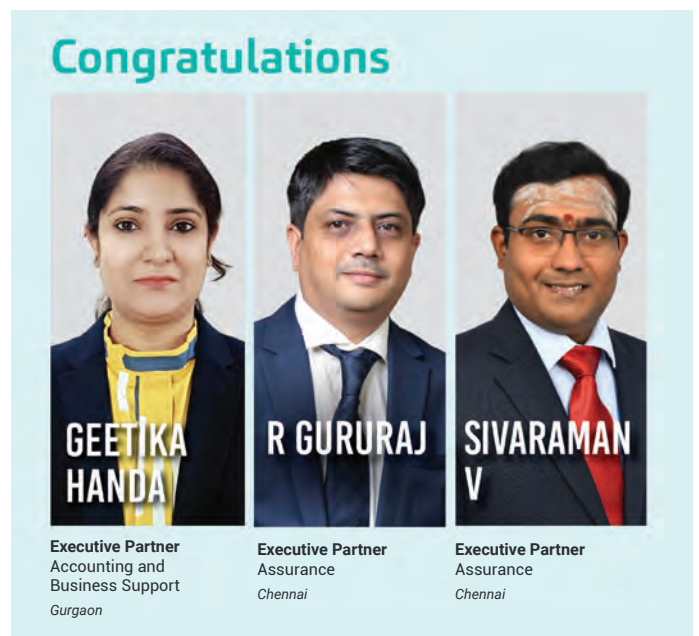 Congratulations
GEETIKA
HANDA
Executive Partner
Accounting and
Business Support
Gurgaon
R GURURAJ
Executive Partner
Assurance
Chennai
SIVARAMAN
V
Executive Partner
Assurance
Chennai